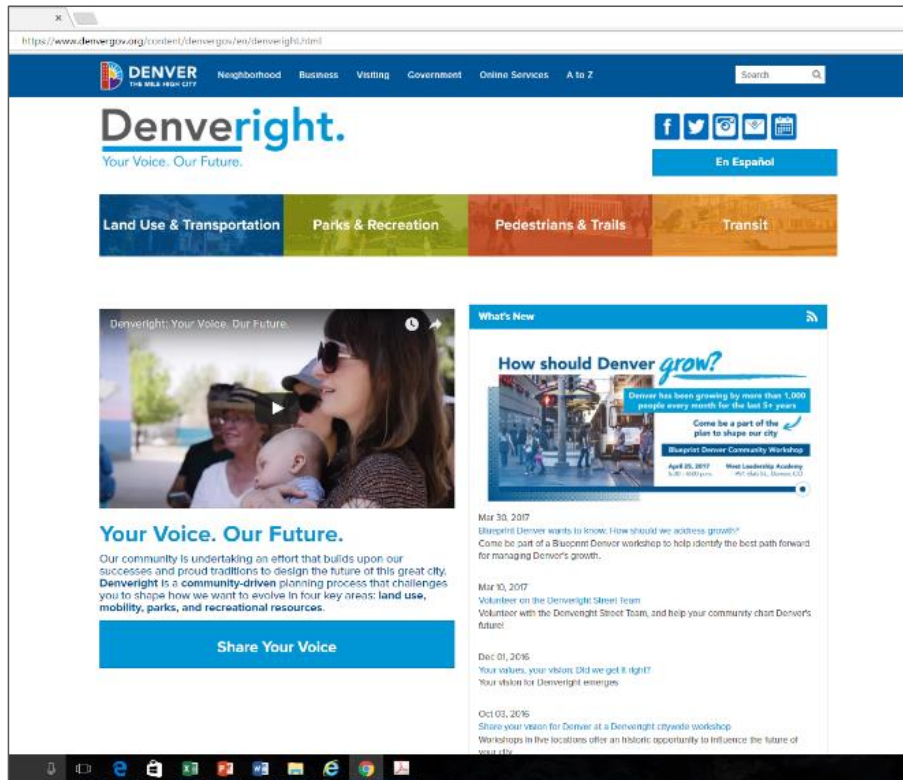 https://www.denvergov.org/content/denvergov/en/denveright.html
DENVER
THE MILE HIGH CITY
Neighborhood Business Visiting Government Online Services A to Z
Search
Denveright.
Your Voice. Our Future.
En Español
Land Use & Transportation
Parks & Recreation
Pedestrians & Trails
Transit
Denveright: Your Voice. Our Future.
Your Voice. Our Future.
Our community is undertaking an effort that builds upon our
successes and proud traditions to design the future of this great city.
Denveright is a community-driven planning process that challenges
you to shape how we want to evolve in four key areas: land use,
mobility, parks, and recreational resources.
Share Your Voice
What's New
How should Denver grow?
Denver has been growing by more than 1,000
people every month for the last 5+ years
Come be a part of the
plan to shape our city
Blueprint Denver Community Workshop
April 25, 2017 West Leadership Academy
Denver, CO
Mar 30, 2017
Blueprint Denver wants to know: How should we address growth?
Come be part of a Blueprint Denver workshop to help identify the best path forward
for managing Denver's growth.
Mar 10, 2017
Volunteer on the Denveright Street Team
Volunteer with the Denveright Street Team, and help your community chart Denver's
future!
Dec 01, 2016
Your values, your vision: Did we get it right?
Your vision for Denveright emerges
Oct 03, 2016
Share your vision for Denver at a Denveright citywide workshop
Workshops in five locations offer an historic opportunity to influence the future of
your city